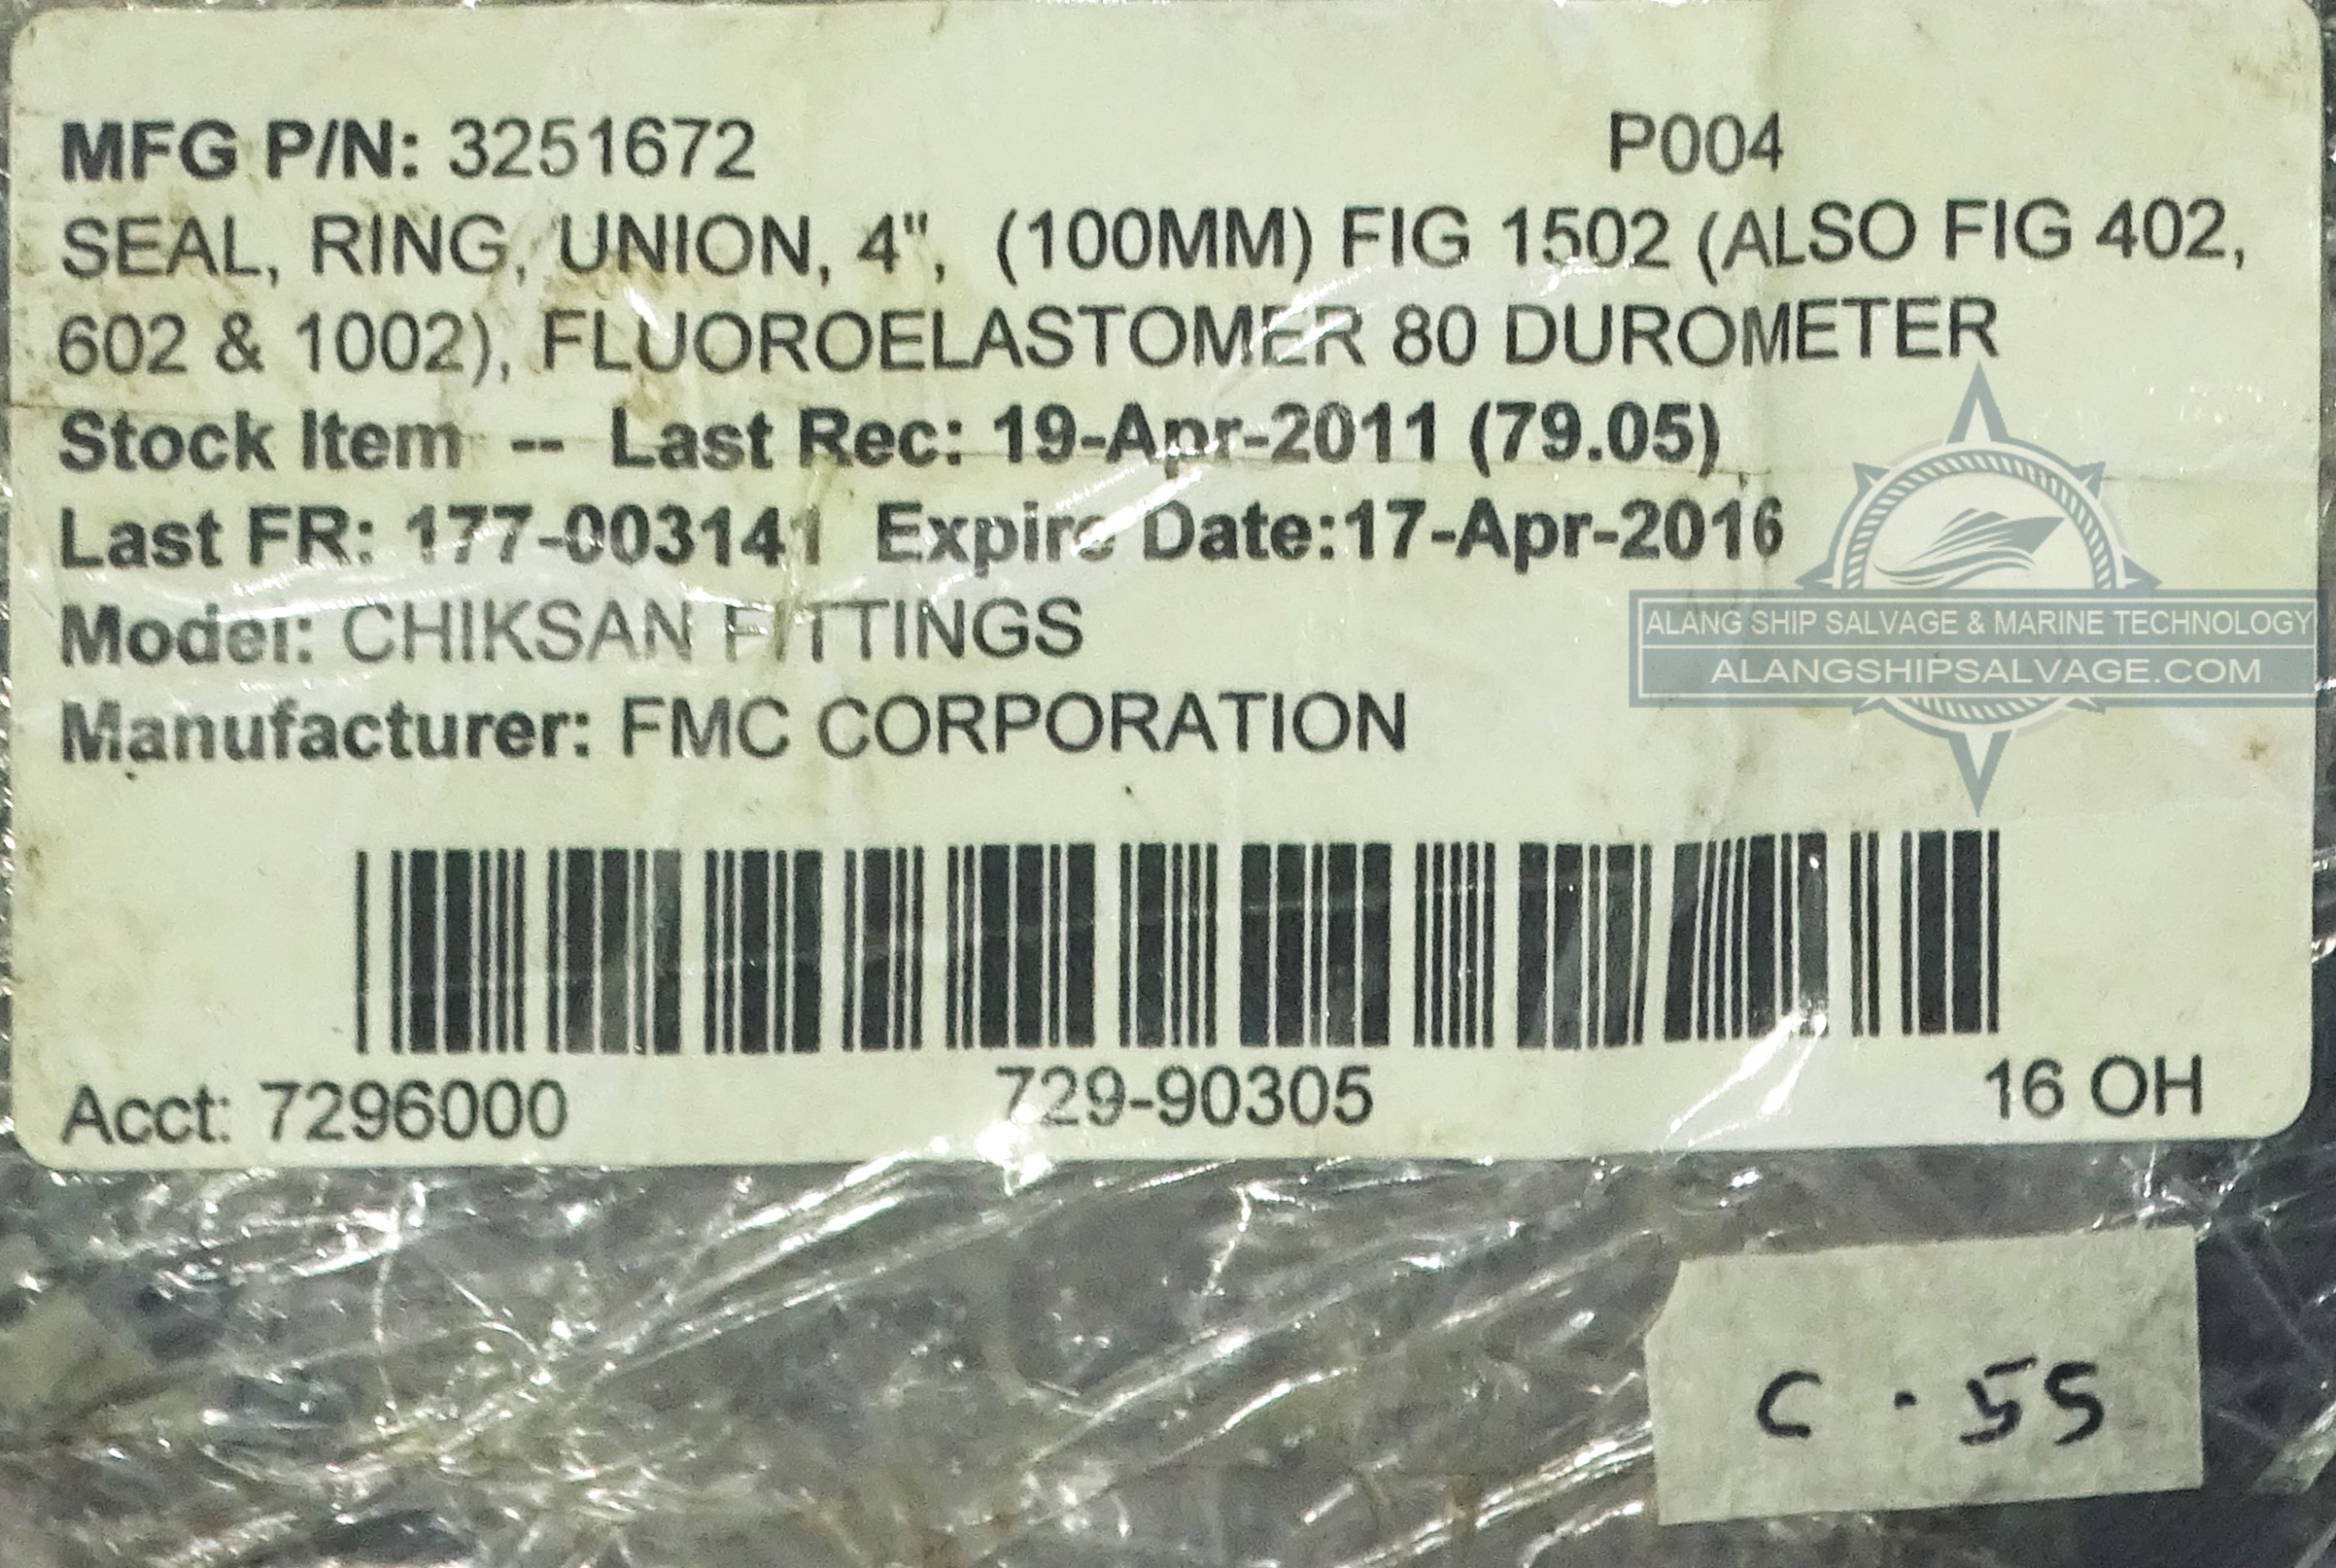 MFG P/N: 3251672 P004
SEAL, RING, UNION, 4", (100MM) FIG 1502 (ALSO FIG 402,
602 & 1002), FLUOROELASTOMER 80 DUROMETER
Stock Item -- Last Rec: 19-Apr-2011 (79.05)
Last FR: 177-003141 Expire Date:17-Apr-2016
Model: CHIKSAN FITTINGS
Manufacturer: FMC CORPORATION
ALANG SHIP SALVAGE & MARINE TECHNOLOGY
ALANGSHIPSALVAGE.COM
Acct: 7296000 729-90305 16 OH
C - 55